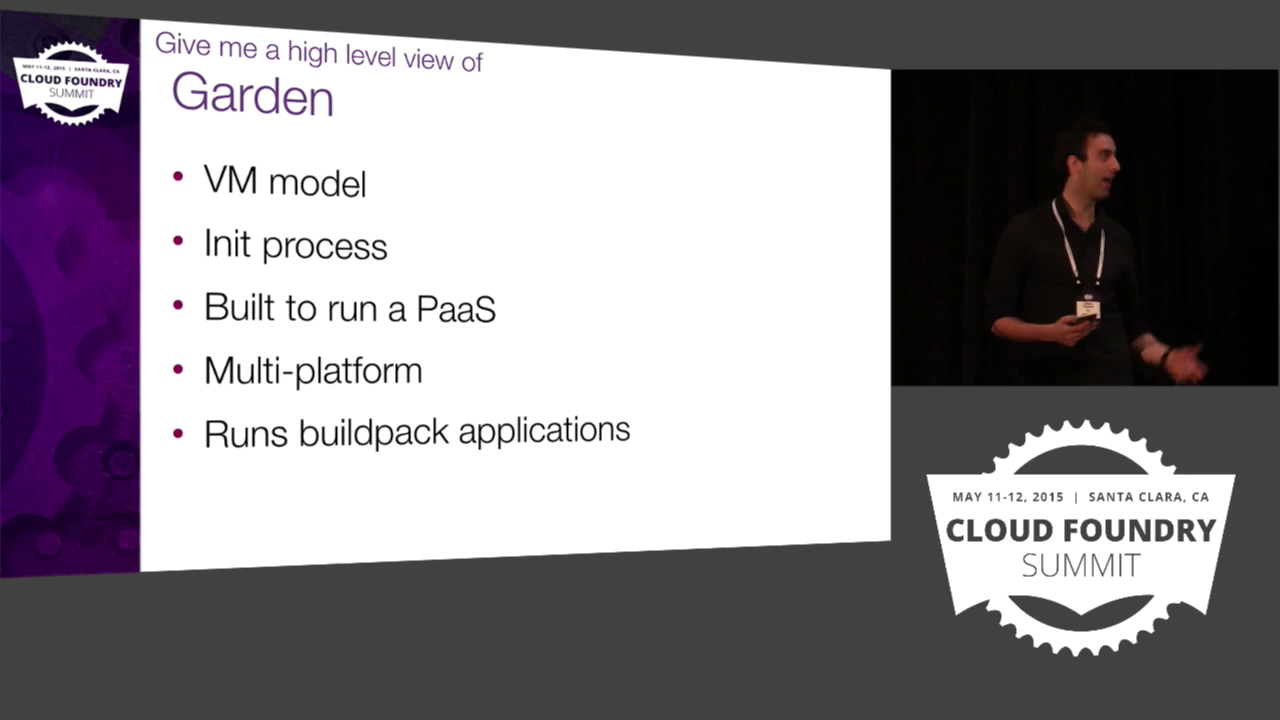 MAY 11-12, 2015 | SANTA CLARA, CA
CLOUD FOUNDRY
SUMMIT
Give me a high level view of
Garden
• VM model
• Init process
• Built to run a PaaS
• Multi-platform
• Runs buildpack applications
MAY 11-12, 2015 | SANTA CLARA, CA
CLOUD FOUNDRY
SUMMIT